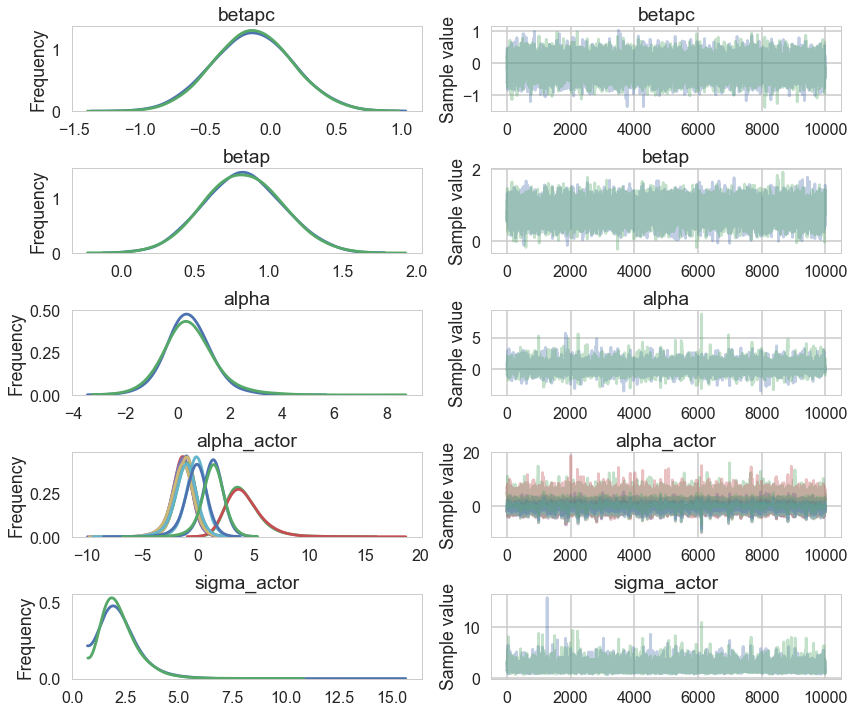 betapc
Frequency
1
0
−1.5 −1.0 −0.5 0.0 0.5 1.0
betapc
Sample value
1
0
−1
0 2000 4000 6000 8000 10000
betap
Frequency
1
0
0.0 0.5 1.0 1.5 2.0
betap
Sample value
2
0
0 2000 4000 6000 8000 10000
alpha
Frequency
0.50
0.25
0.00
−4 −2 0 2 4 6 8
alpha
Sample value
5
0
0 2000 4000 6000 8000 10000
alpha_actor
Frequency
0.25
0.00
−10 −5 0 5 10 15 20
alpha_actor
Sample value
20
0
0 2000 4000 6000 8000 10000
sigma_actor
Frequency
0.5
0.0
0.0 2.5 5.0 7.5 10.0 12.5 15.0
sigma_actor
Sample value
10
0
0 2000 4000 6000 8000 10000